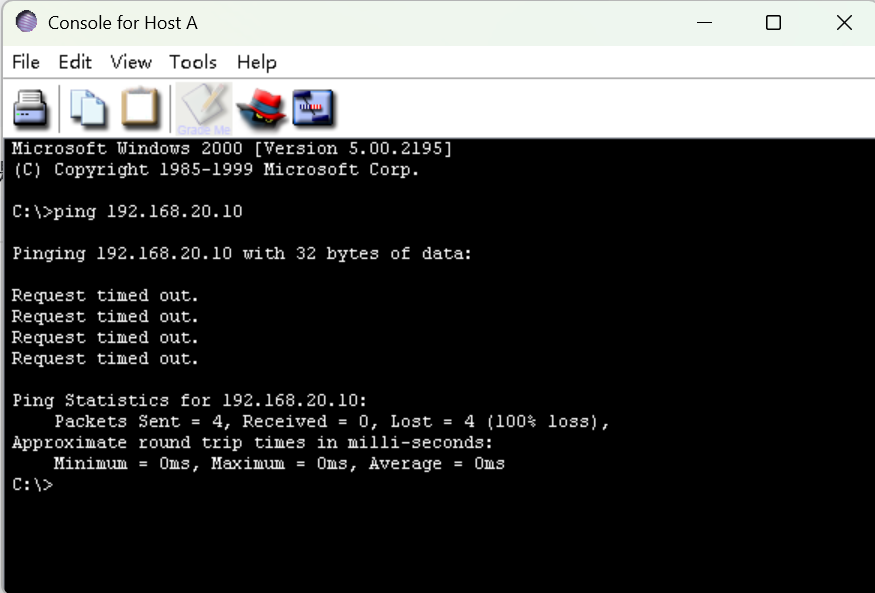 Console for Host A
File Edit View Tools Help
Grade Me
Microsoft Windows 2000 [Version 5.00.2195]
(C) Copyright 1985-1999 Microsoft Corp.
C:\>ping 192.168.20.10
Pinging 192.168.20.10 with 32 bytes of data:
Request timed out.
Request timed out.
Request timed out.
Request timed out.
Ping Statistics for 192.168.20.10:
Packets Sent = 4, Received = 0, Lost = 4 (100% loss),
Approximate round trip times in milli-seconds:
Minimum = 0ms, Maximum = 0ms, Average = 0ms
C:\>